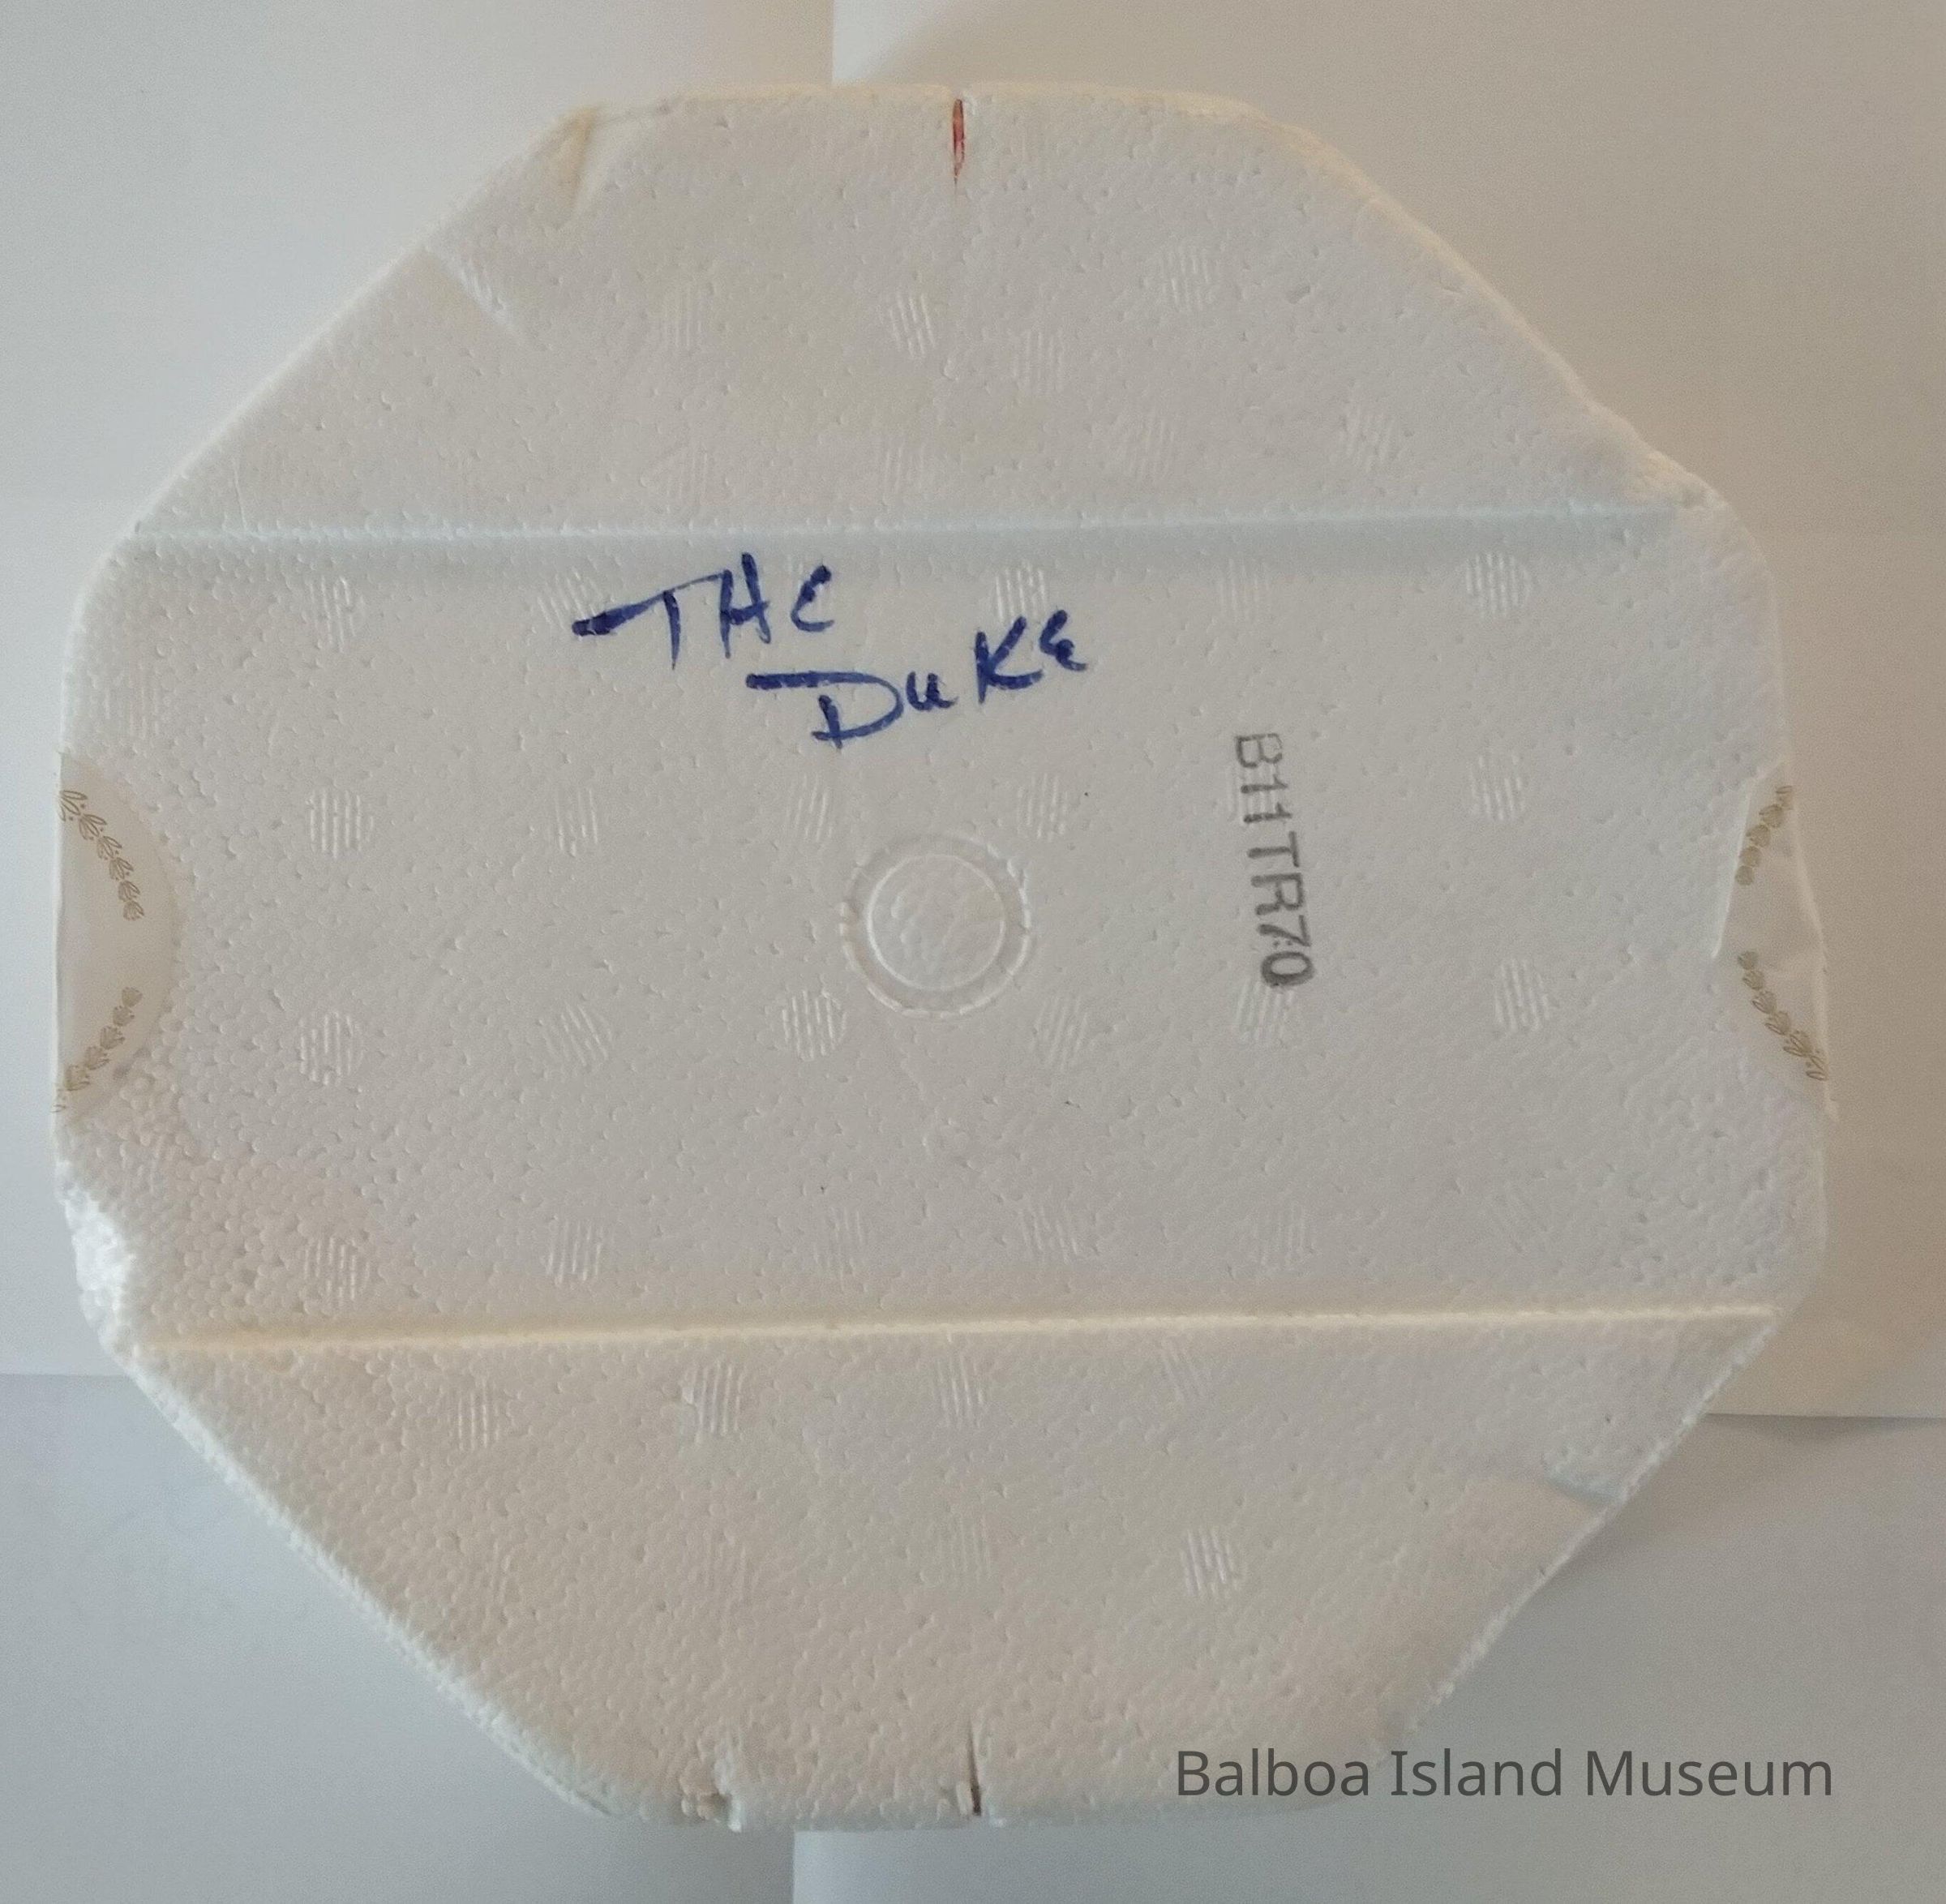 THE
DUKE
B11TR70
Balboa Island Museum